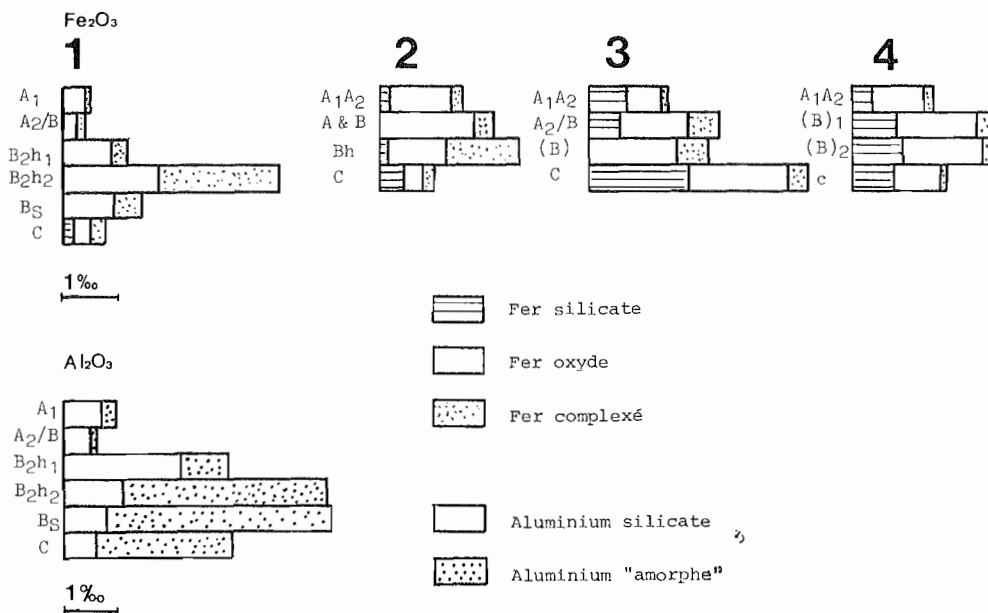 Fe₂O₃
1
A₁
A₂/B
B₂h₁
B₂h₂
Bs
C
1‰
2
A₁A₂
A & B
Bh
C
3
A₁A₂
A₂/B
(B)
C
4
A₁A₂
(B)₁
(B)₂
c
Fer silicate
Fer oxyde
Fer complexé
Al₂O₃
A₁
A₂/B
B₂h₁
B₂h₂
Bs
C
1‰
Aluminium silicate
Aluminium "amorphe"